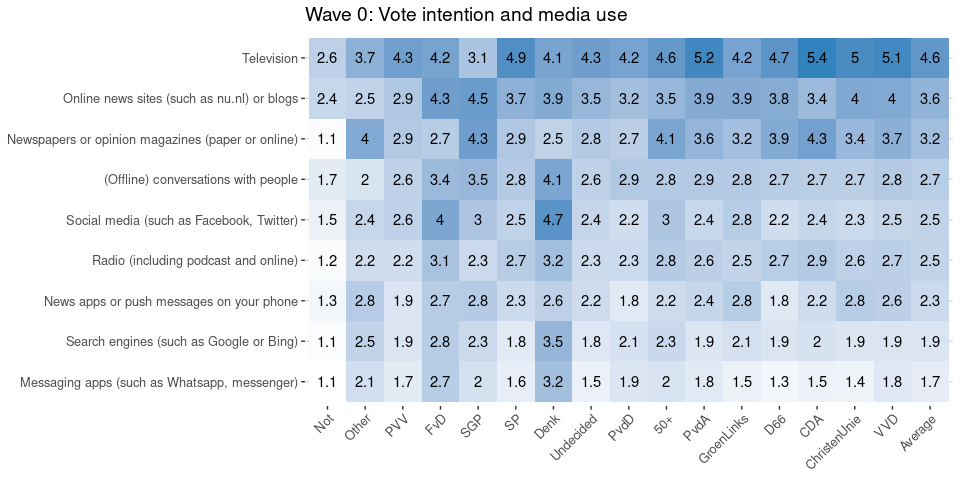 Wave 0: Vote intention and media use
Television 2.6 3.7 4.3 4.2 3.1 4.9 4.1 4.3 4.2 4.6 5.2 4.2 4.7 5.4 5 5.1 4.6
Online news sites (such as nu.nl) or blogs 2.4 2.5 2.9 4.3 4.5 3.7 3.9 3.5 3.2 3.5 3.9 3.9 3.8 3.4 4 4 3.6
Newspapers or opinion magazines (paper or online) 1.1 4 2.9 2.7 4.3 2.9 2.5 2.8 2.7 4.1 3.6 3.2 3.9 4.3 3.4 3.7 3.2
(Offline) conversations with people 1.7 2 2.6 3.4 3.5 2.8 4.1 2.6 2.9 2.8 2.9 2.8 2.7 2.7 2.7 2.8 2.7
Social media (such as Facebook, Twitter) 1.5 2.4 2.6 4 3 2.5 4.7 2.4 2.2 3 2.4 2.8 2.2 2.4 2.3 2.5 2.5
Radio (including podcast and online) 1.2 2.2 2.2 3.1 2.3 2.7 3.2 2.3 2.3 2.8 2.6 2.5 2.7 2.9 2.6 2.7 2.5
News apps or push messages on your phone 1.3 2.8 1.9 2.7 2.8 2.3 2.6 2.2 1.8 2.2 2.4 2.8 1.8 2.2 2.8 2.6 2.3
Search engines (such as Google or Bing) 1.1 2.5 1.9 2.8 2.3 1.8 3.5 1.8 2.1 2.3 1.9 2.1 1.9 2 1.9 1.9 1.9
Messaging apps (such as Whatsapp, messenger) 1.1 2.1 1.7 2.7 2 1.6 3.2 1.5 1.9 2 1.8 1.5 1.3 1.5 1.4 1.8 1.7
Not Other PVV FvD SGP SP Denk Undecided PvdD 50+ PvdA GroenLinks D66 CDA ChristenUnie VVD Average